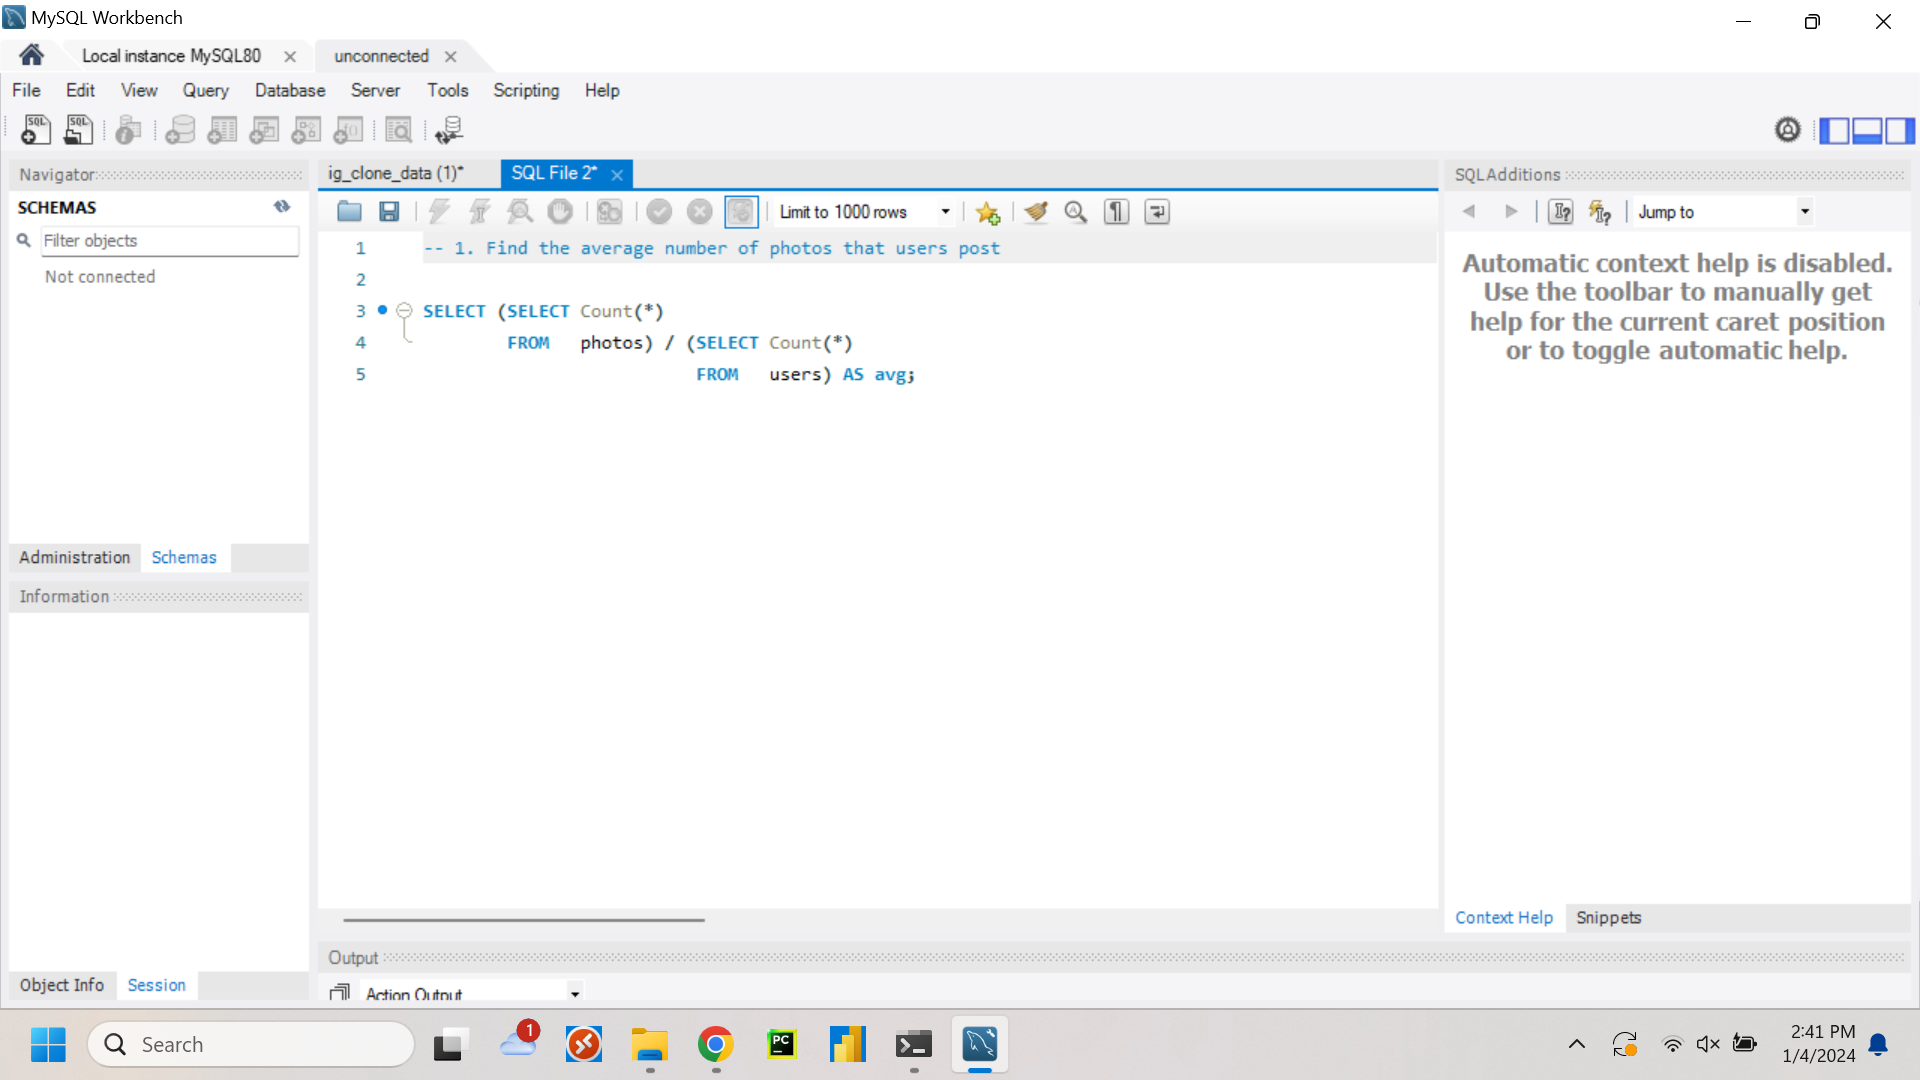 MySQL Workbench
Local instance MySQL80
unconnected
File Edit View Query Database Server Tools Scripting Help
SQL SQL
Navigator
SCHEMAS
Filter objects
Not connected
Administration Schemas
Information
Object Info Session
ig_clone_data (1)*
SQL File 2*
Limit to 1000 rows
1 -- 1. Find the average number of photos that users post
2
3 SELECT (SELECT Count(*)
4 FROM photos) / (SELECT Count(*)
5 FROM users) AS avg;
Output
Action Output
SQLAdditions
Jump to
Automatic context help is disabled.
Use the toolbar to manually get
help for the current caret position
or to toggle automatic help.
Context Help Snippets
Search
1
PC
2:41 PM
1/4/2024